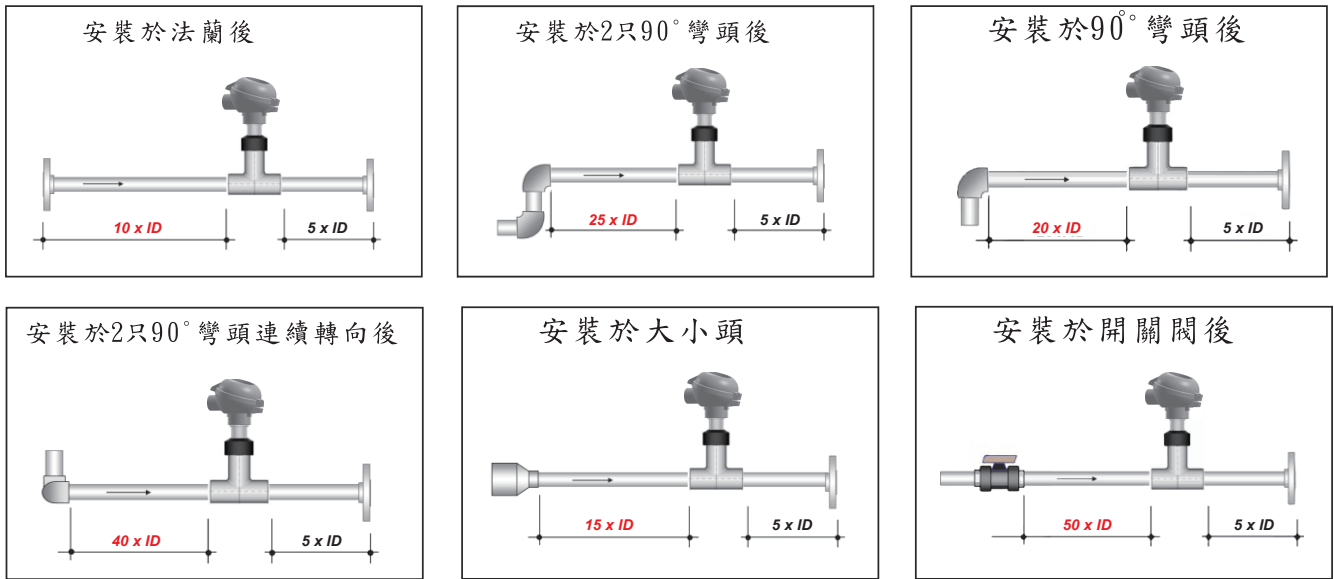 安裝於法蘭後
10 x ID
5 x ID
安裝於2只90°彎頭後
25 x ID
5 x ID
安裝於90°彎頭後
20 x ID
5 x ID
安裝於2只90°彎頭連續轉向後
40 x ID
5 x ID
安裝於大小頭
15 x ID
5 x ID
安裝於開關閥後
50 x ID
5 x ID